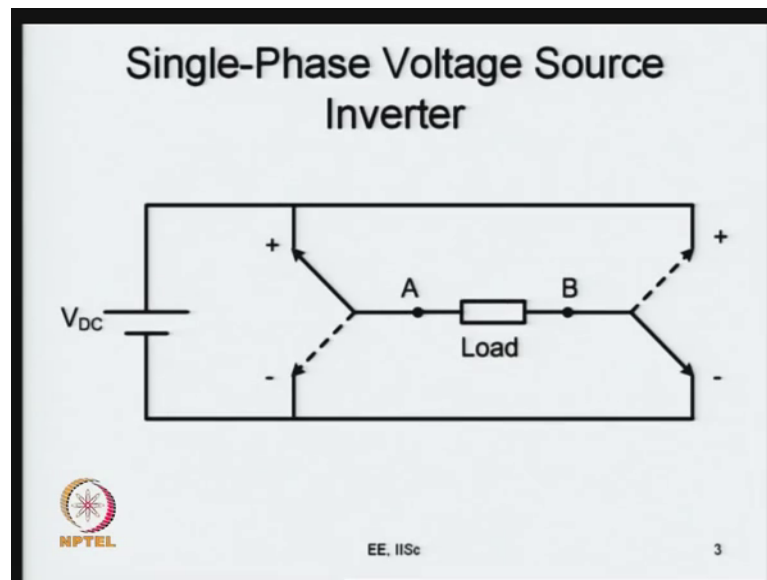 Single-Phase Voltage Source
Inverter
+
+
A
B
VDC
Load
-
-
NPTEL
EE, IISc
3